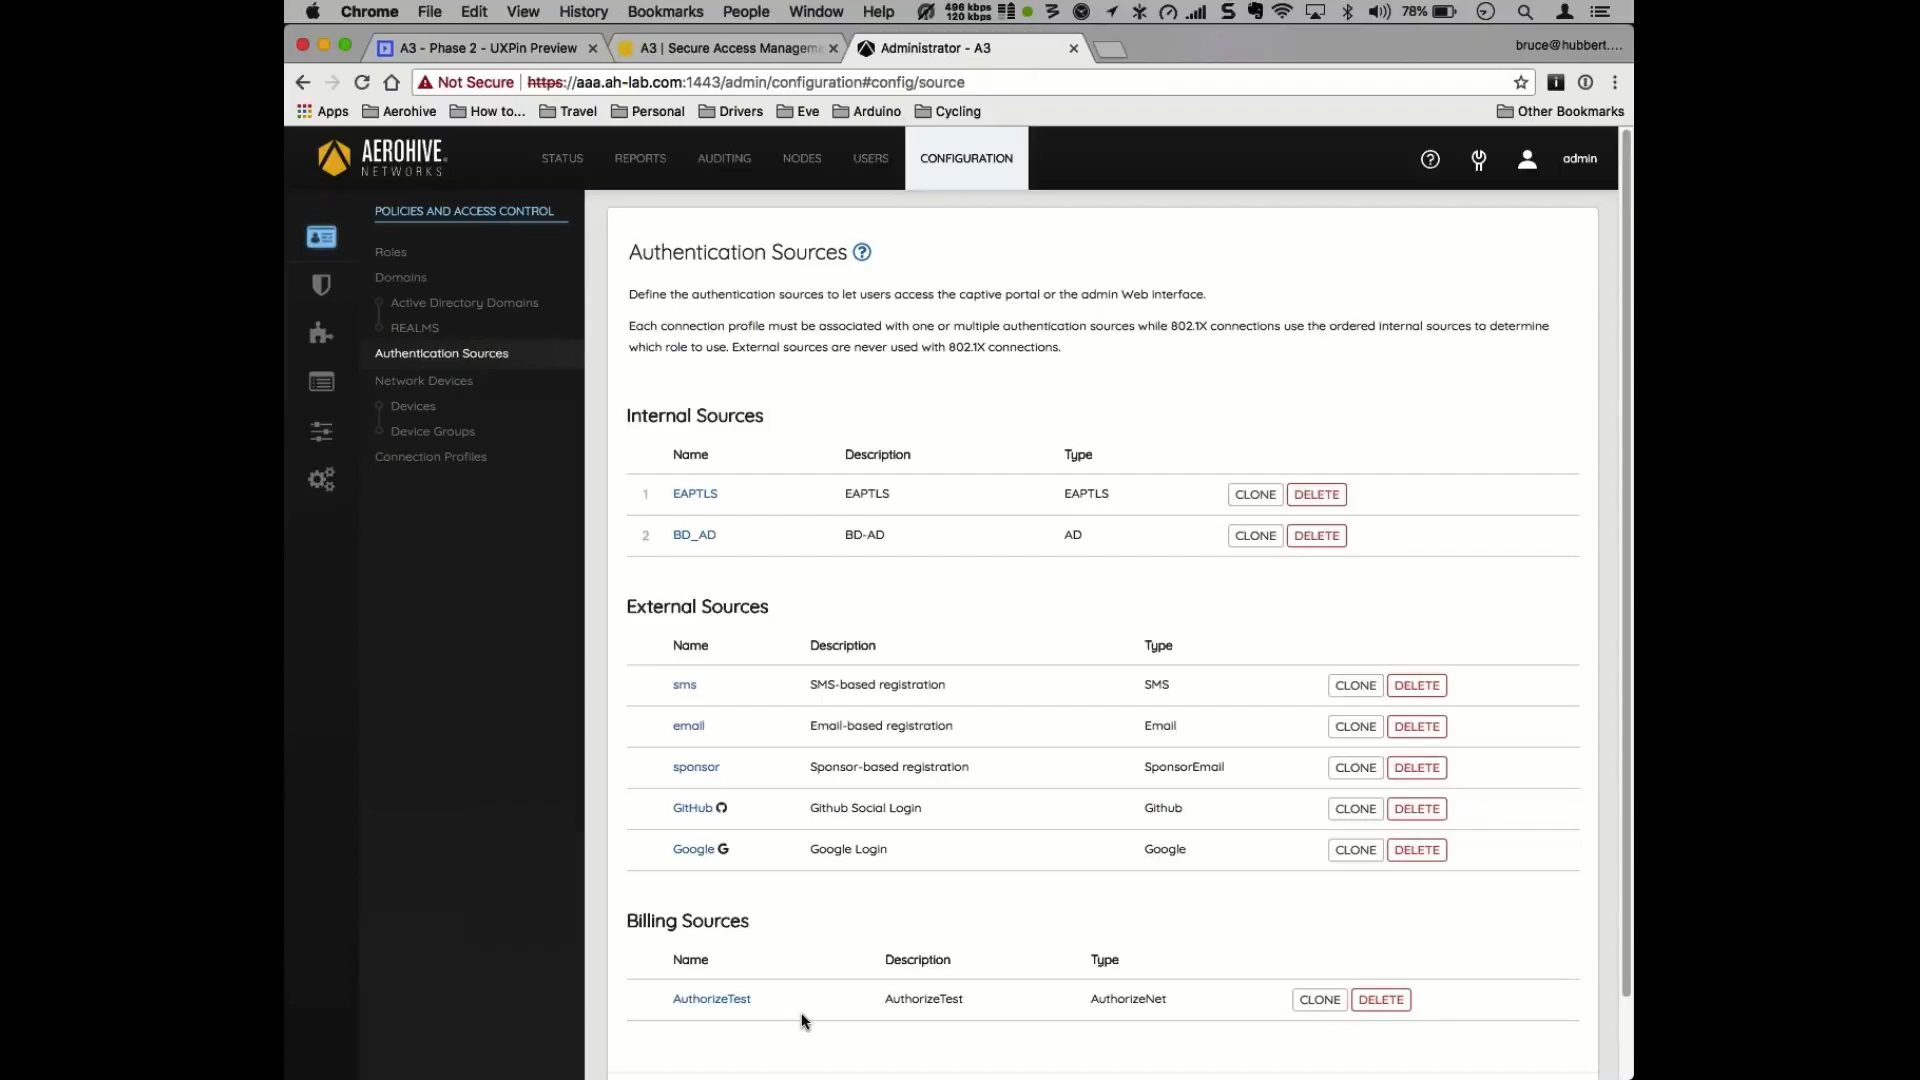 Chrome File Edit View History Bookmarks People Window Help 496 kbps 120 kbps 78%
A3 - Phase 2 - UXPin Preview
A3 | Secure Access Managem
Administrator - A3
bruce@hubbert....
Not Secure | https://aaa.ah-lab.com:1443/admin/configuration#config/source
Apps Aerohive How to... Travel Personal Drivers Eve Arduino Cycling Other Bookmarks
AEROHIVE
NETWORKS
STATUS REPORTS AUDITING NODES USERS CONFIGURATION admin
POLICIES AND ACCESS CONTROL
Roles
Domains
Active Directory Domains
REALMS
Authentication Sources
Network Devices
Devices
Device Groups
Connection Profiles
Authentication Sources ?
Define the authentication sources to let users access the captive portal or the admin Web interface.
Each connection profile must be associated with one or multiple authentication sources while 802.1X connections use the ordered internal sources to determine
which role to use. External sources are never used with 802.1X connections.
Internal Sources
Name Description Type
1 EAPTLS EAPTLS EAPTLS CLONE DELETE
2 BD_AD BD-AD AD CLONE DELETE
External Sources
Name Description Type
sms SMS-based registration SMS CLONE DELETE
email Email-based registration Email CLONE DELETE
sponsor Sponsor-based registration SponsorEmail CLONE DELETE
GitHub Github Social Login Github CLONE DELETE
Google Google Login Google CLONE DELETE
Billing Sources
Name Description Type
AuthorizeTest AuthorizeTest AuthorizeNet CLONE DELETE